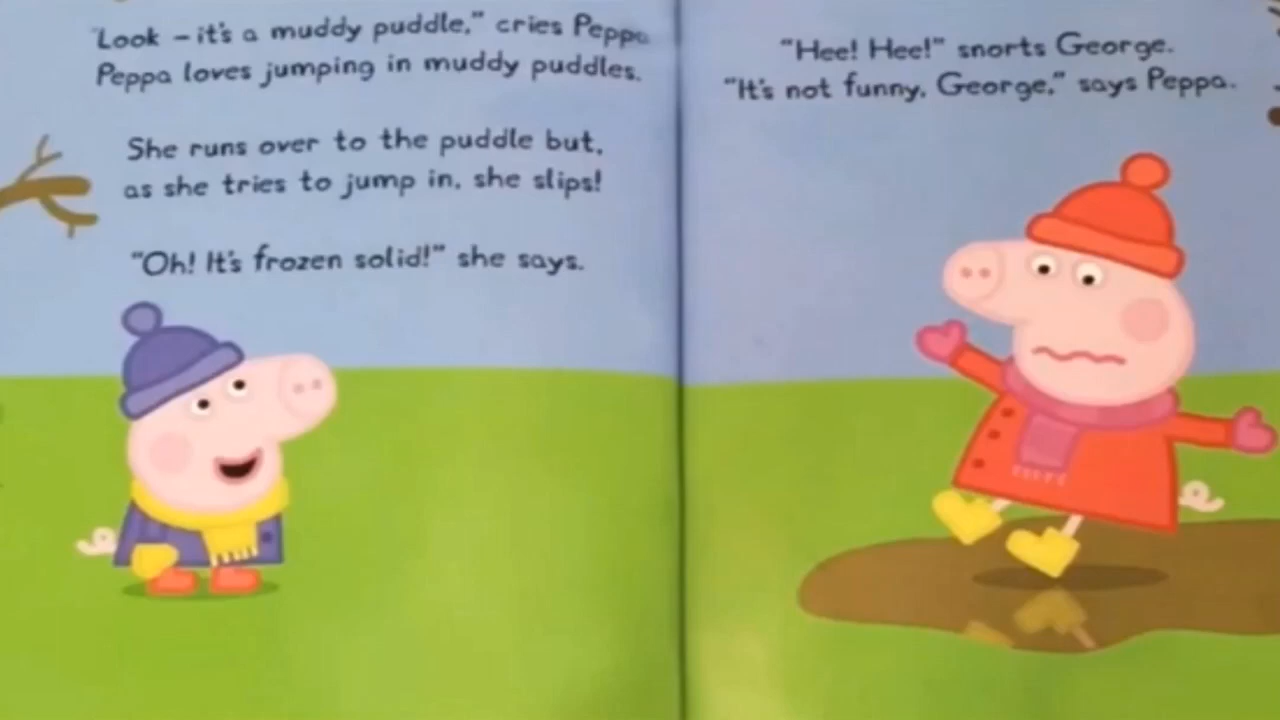 "Look – it's a muddy puddle," cries Peppa
Peppa loves jumping in muddy puddles.
She runs over to the puddle but,
as she tries to jump in, she slips!
"Oh! It's frozen solid!" she says.
"Hee! Hee!" snorts George.
"It's not funny, George," says Peppa.